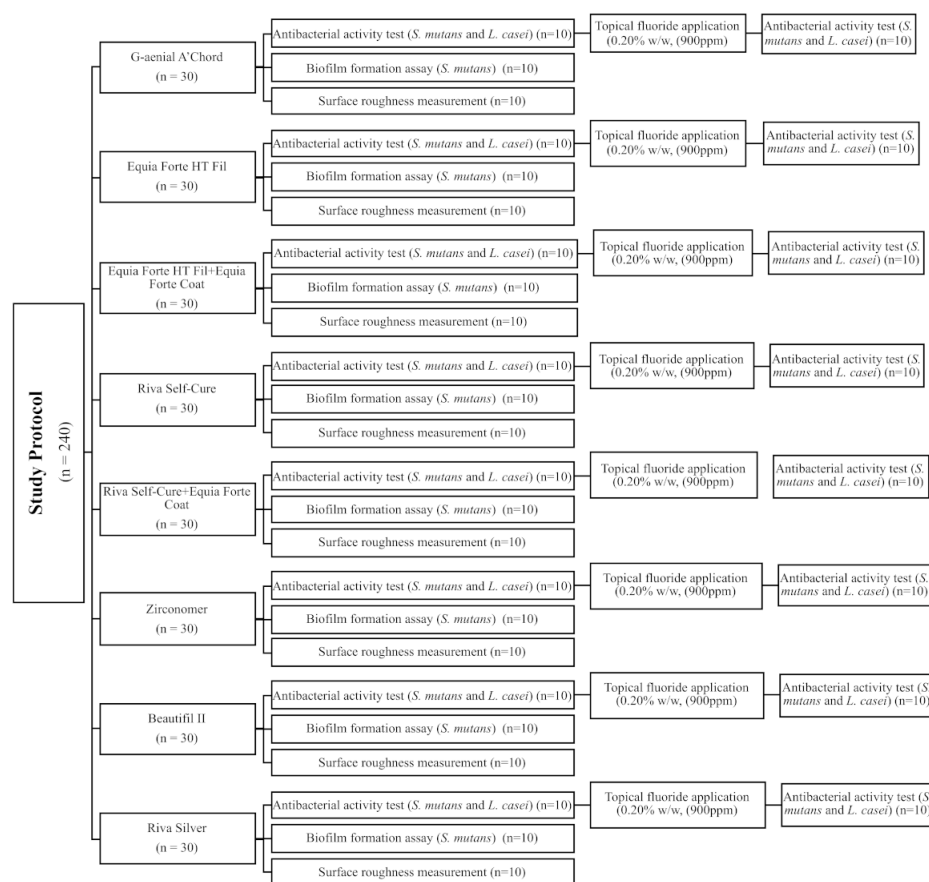 Study Protocol
(n = 240)
G-aenial A'Chord
(n = 30)
Antibacterial activity test (S. mutans and L. casei) (n=10)
Topical fluoride application
(0.20% w/w, (900ppm)
Antibacterial activity test (S.
mutans and L. casei) (n=10)
Biofilm formation assay (S. mutans) (n=10)
Surface roughness measurement (n=10)
Equia Forte HT Fil
(n = 30)
Antibacterial activity test (S. mutans and L. casei) (n=10)
Topical fluoride application
(0.20% w/w, (900ppm)
Antibacterial activity test (S.
mutans and L. casei) (n=10)
Biofilm formation assay (S. mutans) (n=10)
Surface roughness measurement (n=10)
Equia Forte HT Fil+Equia
Forte Coat
(n = 30)
Antibacterial activity test (S. mutans and L. casei) (n=10)
Topical fluoride application
(0.20% w/w, (900ppm)
Antibacterial activity test (S.
mutans and L. casei) (n=10)
Biofilm formation assay (S. mutans) (n=10)
Surface roughness measurement (n=10)
Riva Self-Cure
(n = 30)
Antibacterial activity test (S. mutans and L. casei) (n=10)
Topical fluoride application
(0.20% w/w, (900ppm)
Antibacterial activity test (S.
mutans and L. casei) (n=10)
Biofilm formation assay (S. mutans) (n=10)
Surface roughness measurement (n=10)
Riva Self-Cure+Equia Forte
Coat
(n = 30)
Antibacterial activity test (S. mutans and L. casei) (n=10)
Topical fluoride application
(0.20% w/w, (900ppm)
Antibacterial activity test (S.
mutans and L. casei) (n=10)
Biofilm formation assay (S. mutans) (n=10)
Surface roughness measurement (n=10)
Zirconomer
(n = 30)
Antibacterial activity test (S. mutans and L. casei) (n=10)
Topical fluoride application
(0.20% w/w, (900ppm)
Antibacterial activity test (S.
mutans and L. casei) (n=10)
Biofilm formation assay (S. mutans) (n=10)
Surface roughness measurement (n=10)
Beautifil II
(n = 30)
Antibacterial activity test (S. mutans and L. casei) (n=10)
Topical fluoride application
(0.20% w/w, (900ppm)
Antibacterial activity test (S.
mutans and L. casei) (n=10)
Biofilm formation assay (S. mutans) (n=10)
Surface roughness measurement (n=10)
Riva Silver
(n = 30)
Antibacterial activity test (S. mutans and L. casei) (n=10)
Topical fluoride application
(0.20% w/w, (900ppm)
Antibacterial activity test (S.
mutans and L. casei) (n=10)
Biofilm formation assay (S. mutans) (n=10)
Surface roughness measurement (n=10)